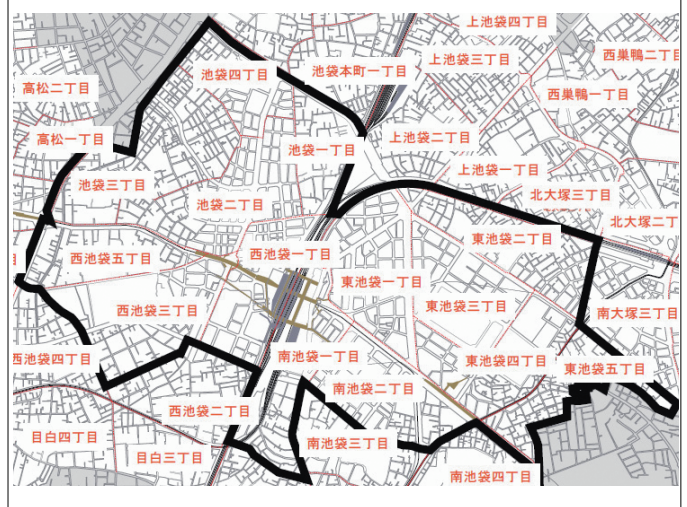 上池袋四丁目
西巣鴨二丁
池袋四丁目
池袋本町一丁目
上池袋三丁目
高松二丁目
西巣鴨一丁目
高松一丁目
池袋一丁目
上池袋二丁目
池袋三丁目
上池袋一丁目
北大塚三丁目
池袋二丁目
北大塚二丁
東池袋二丁目
目
西池袋五丁目
西池袋一丁目
東池袋一丁目
西池袋三丁目
東池袋三丁目
南大塚三丁目
西池袋四丁目
南池袋一丁目
東池袋四丁目
東池袋五丁目
南池袋二丁目
西池袋二丁目
目白四丁目
南池袋三丁目
目白三丁目
南池袋四丁目